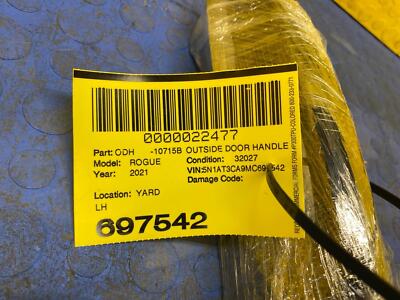 0000022477
Part: ODH -10715B OUTSIDE DOOR HANDLE
Model: ROGUE Condition: 32027
Year: 2021 VIN:5N1AT3CA9MC697542
Damage Code:
Location: YARD
LH
697542